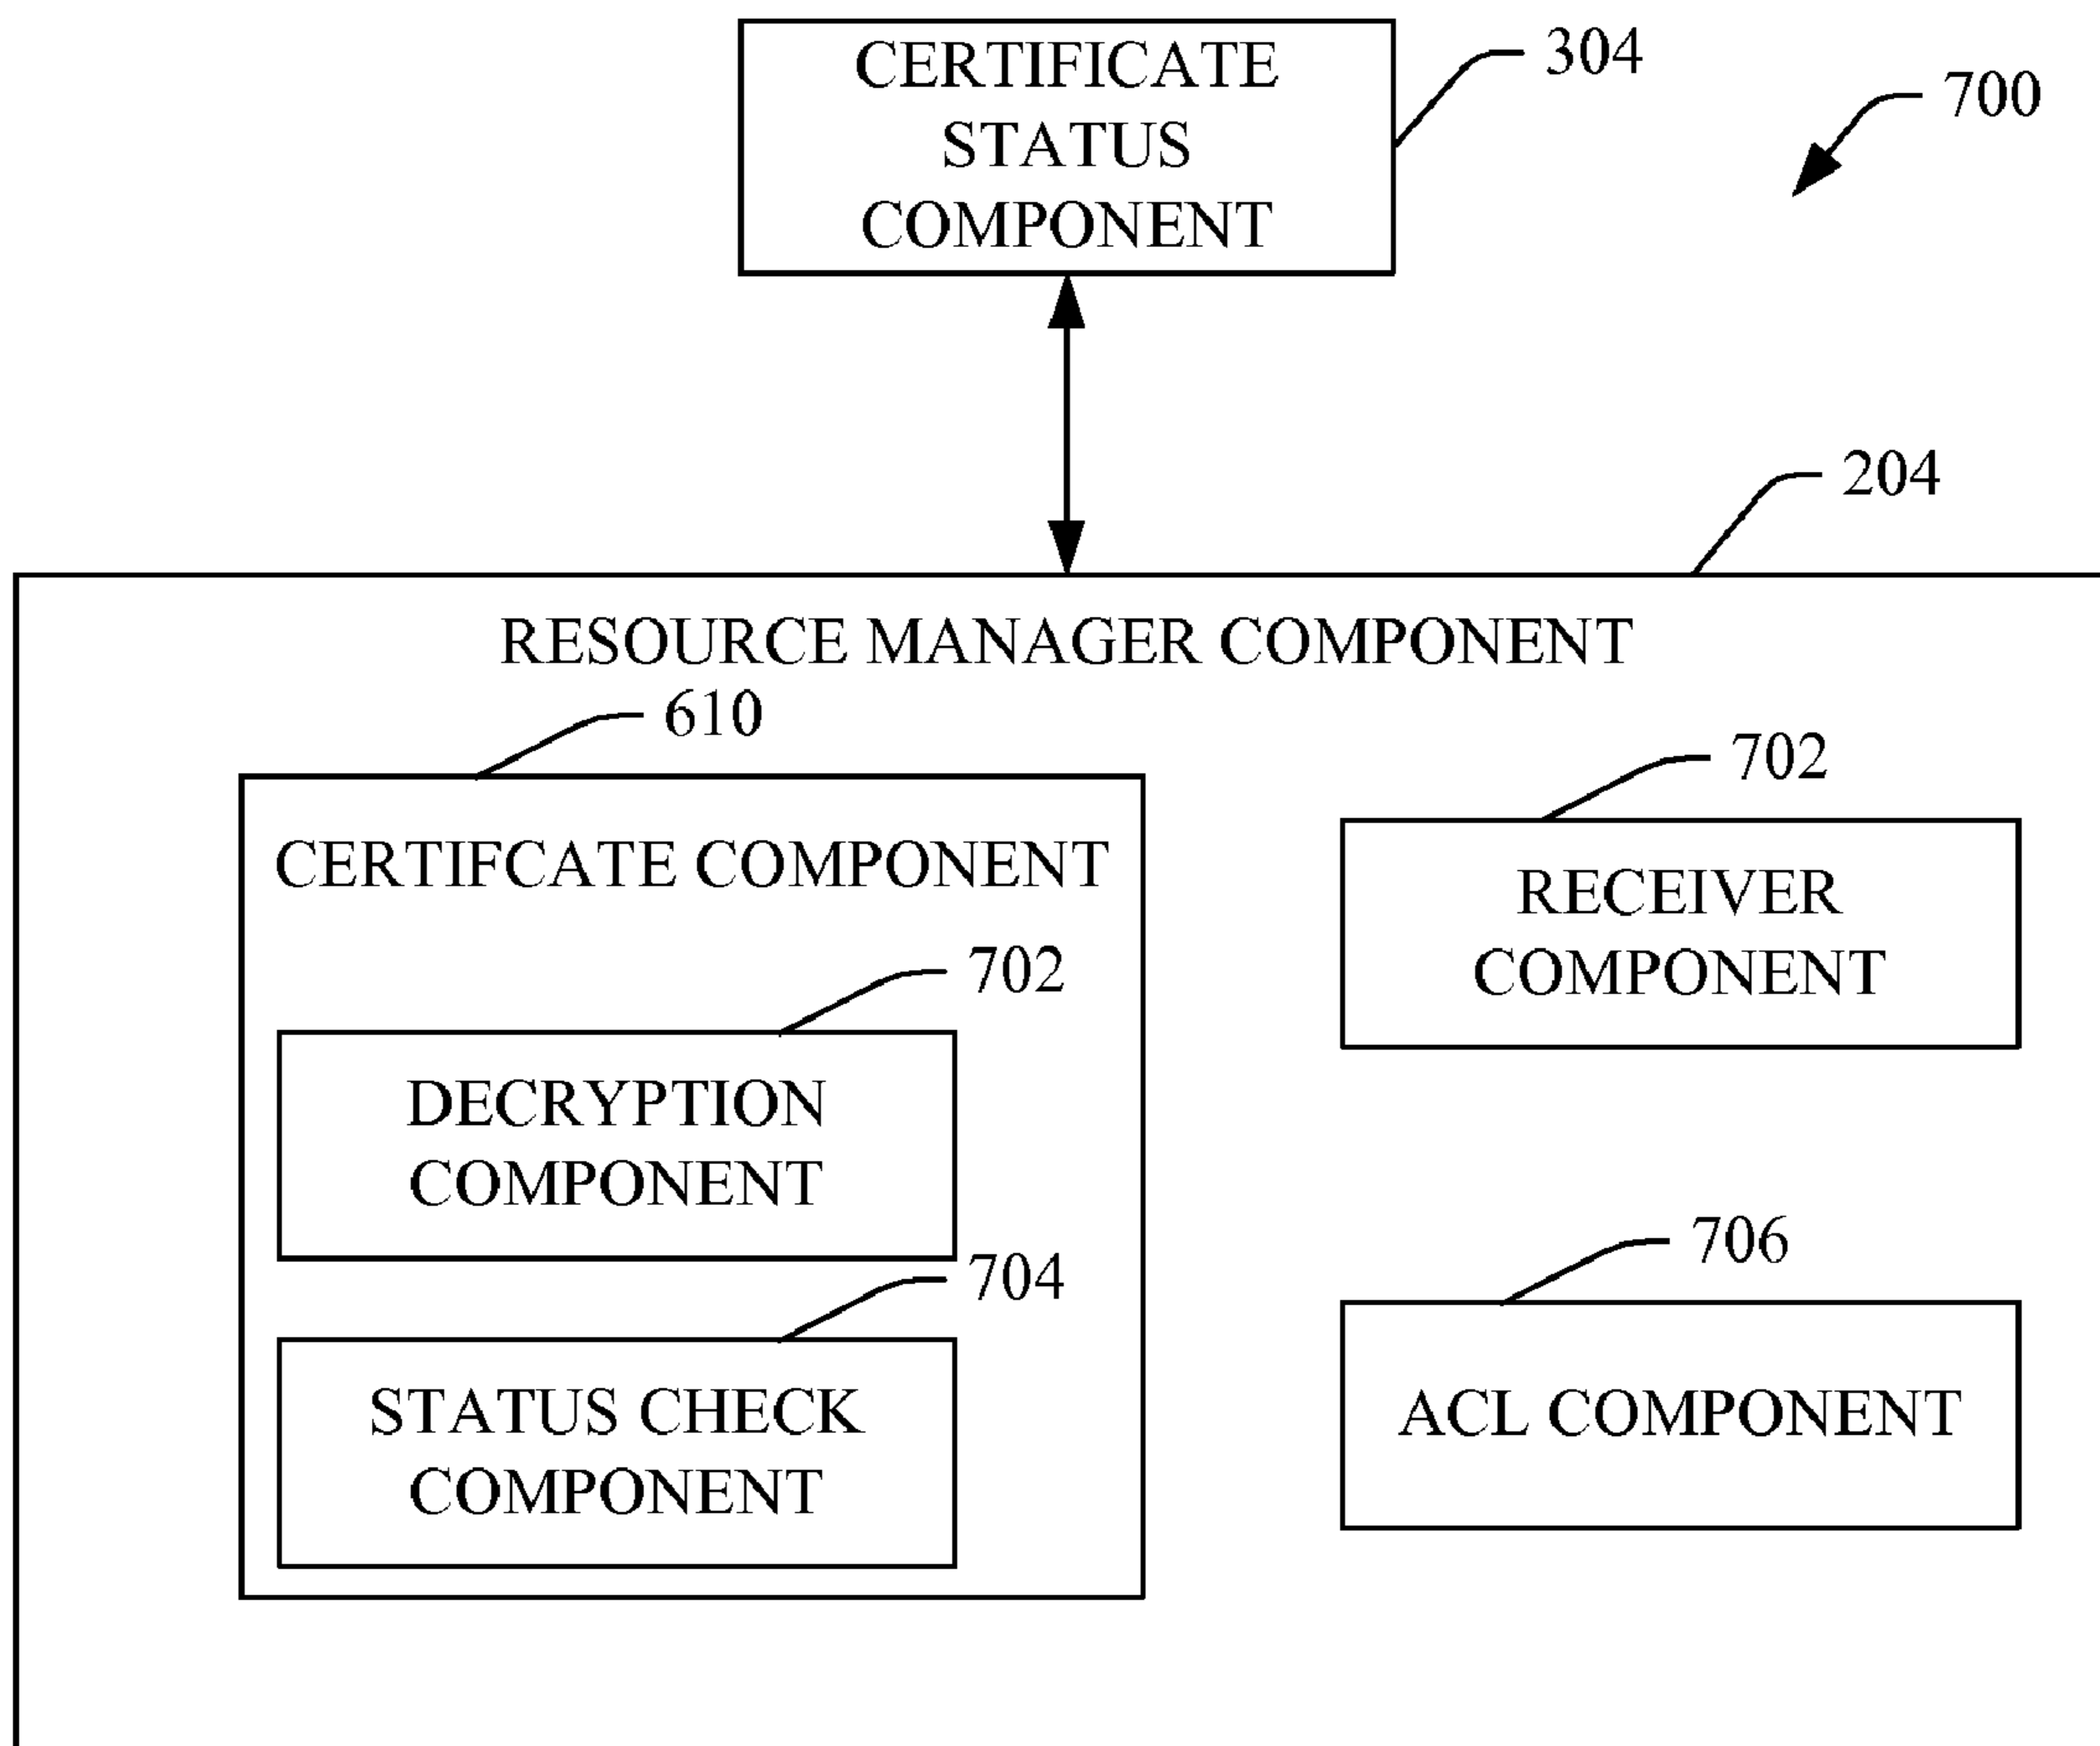 CERTIFICATE
STATUS
COMPONENT
304
700
204
RESOURCE MANAGER COMPONENT
610
CERTIFCATE COMPONENT
702
DECRYPTION
COMPONENT
704
STATUS CHECK
COMPONENT
702
RECEIVER
COMPONENT
706
ACL COMPONENT